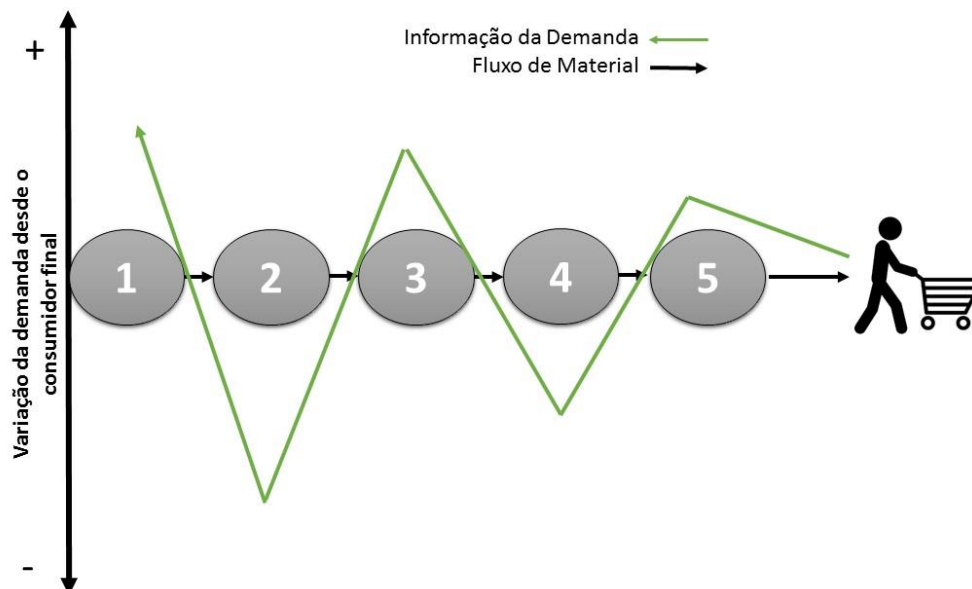 +
Informação da Demanda
Fluxo de Material
Variação da demanda desde o
consumidor final
1 2 3 4 5
-